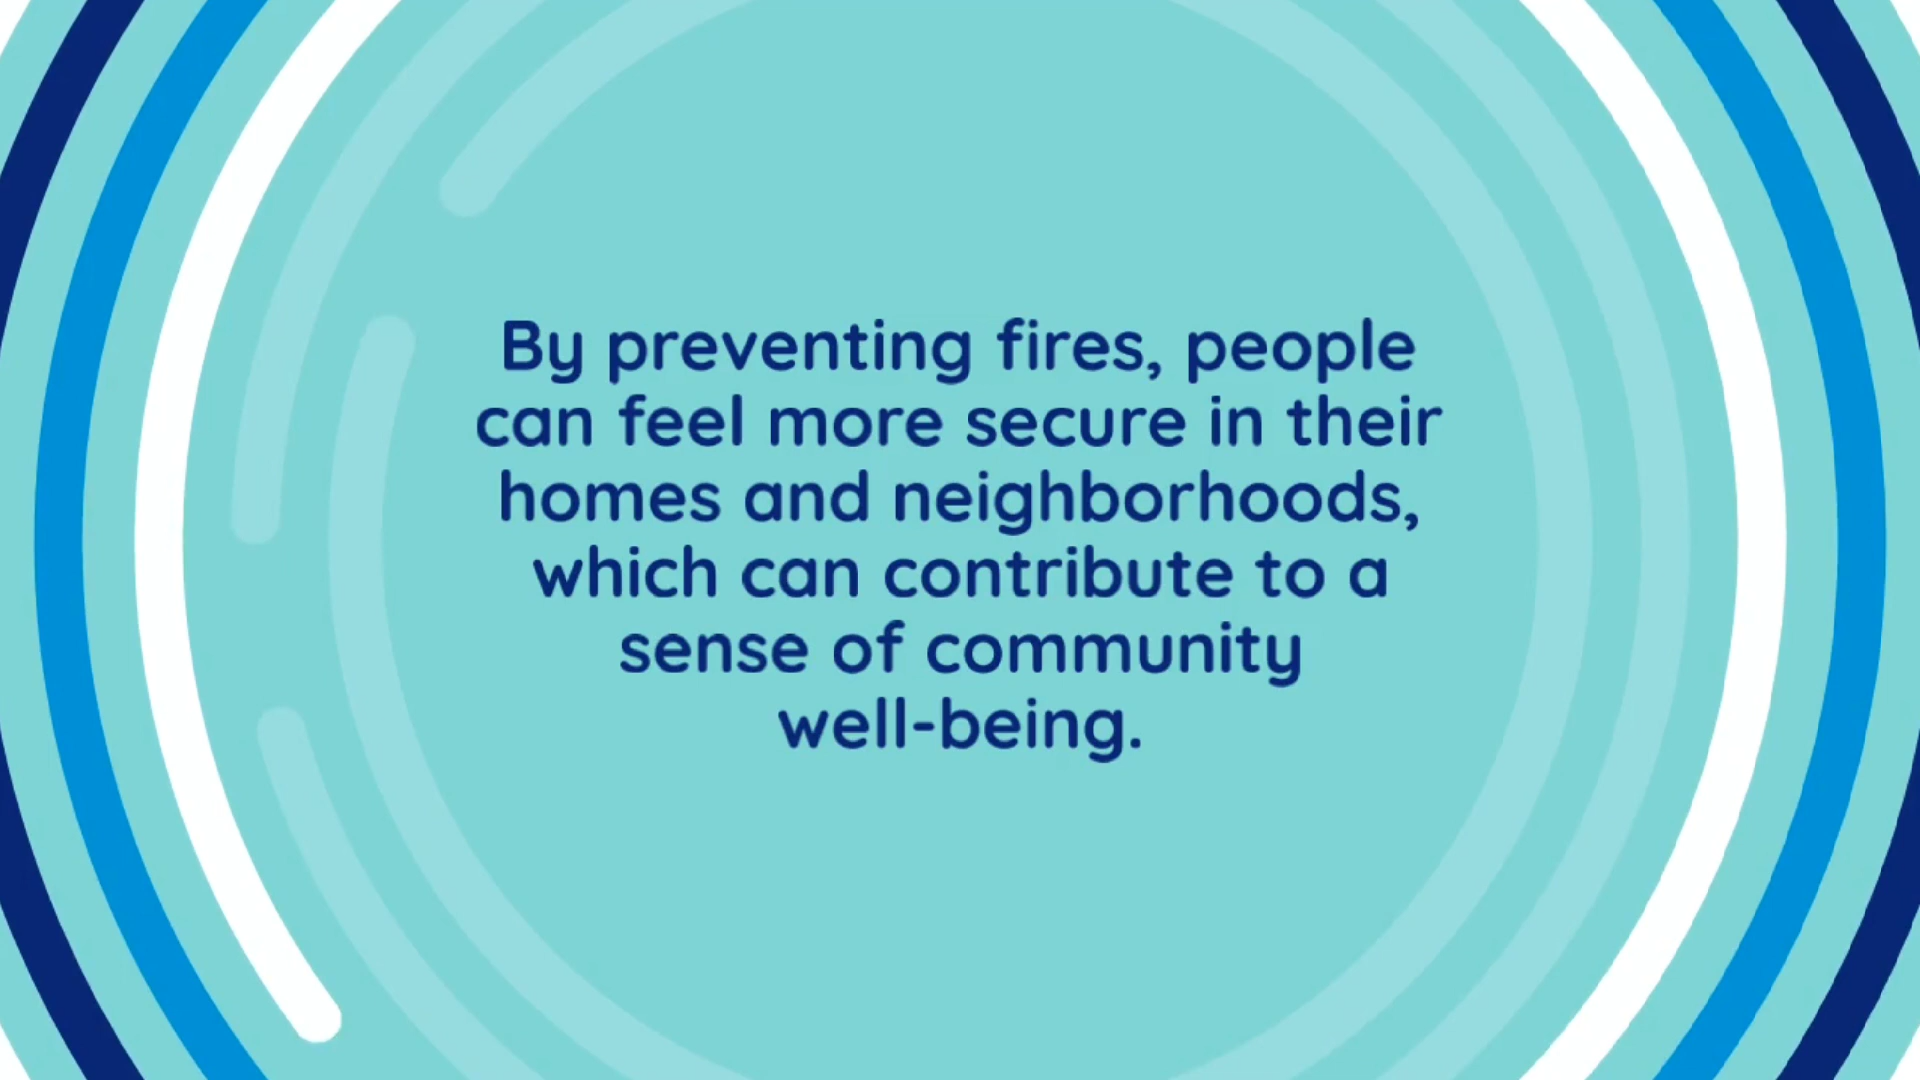 By preventing fires, people
can feel more secure in their
homes and neighborhoods,
which can contribute to a
sense of community
well-being.